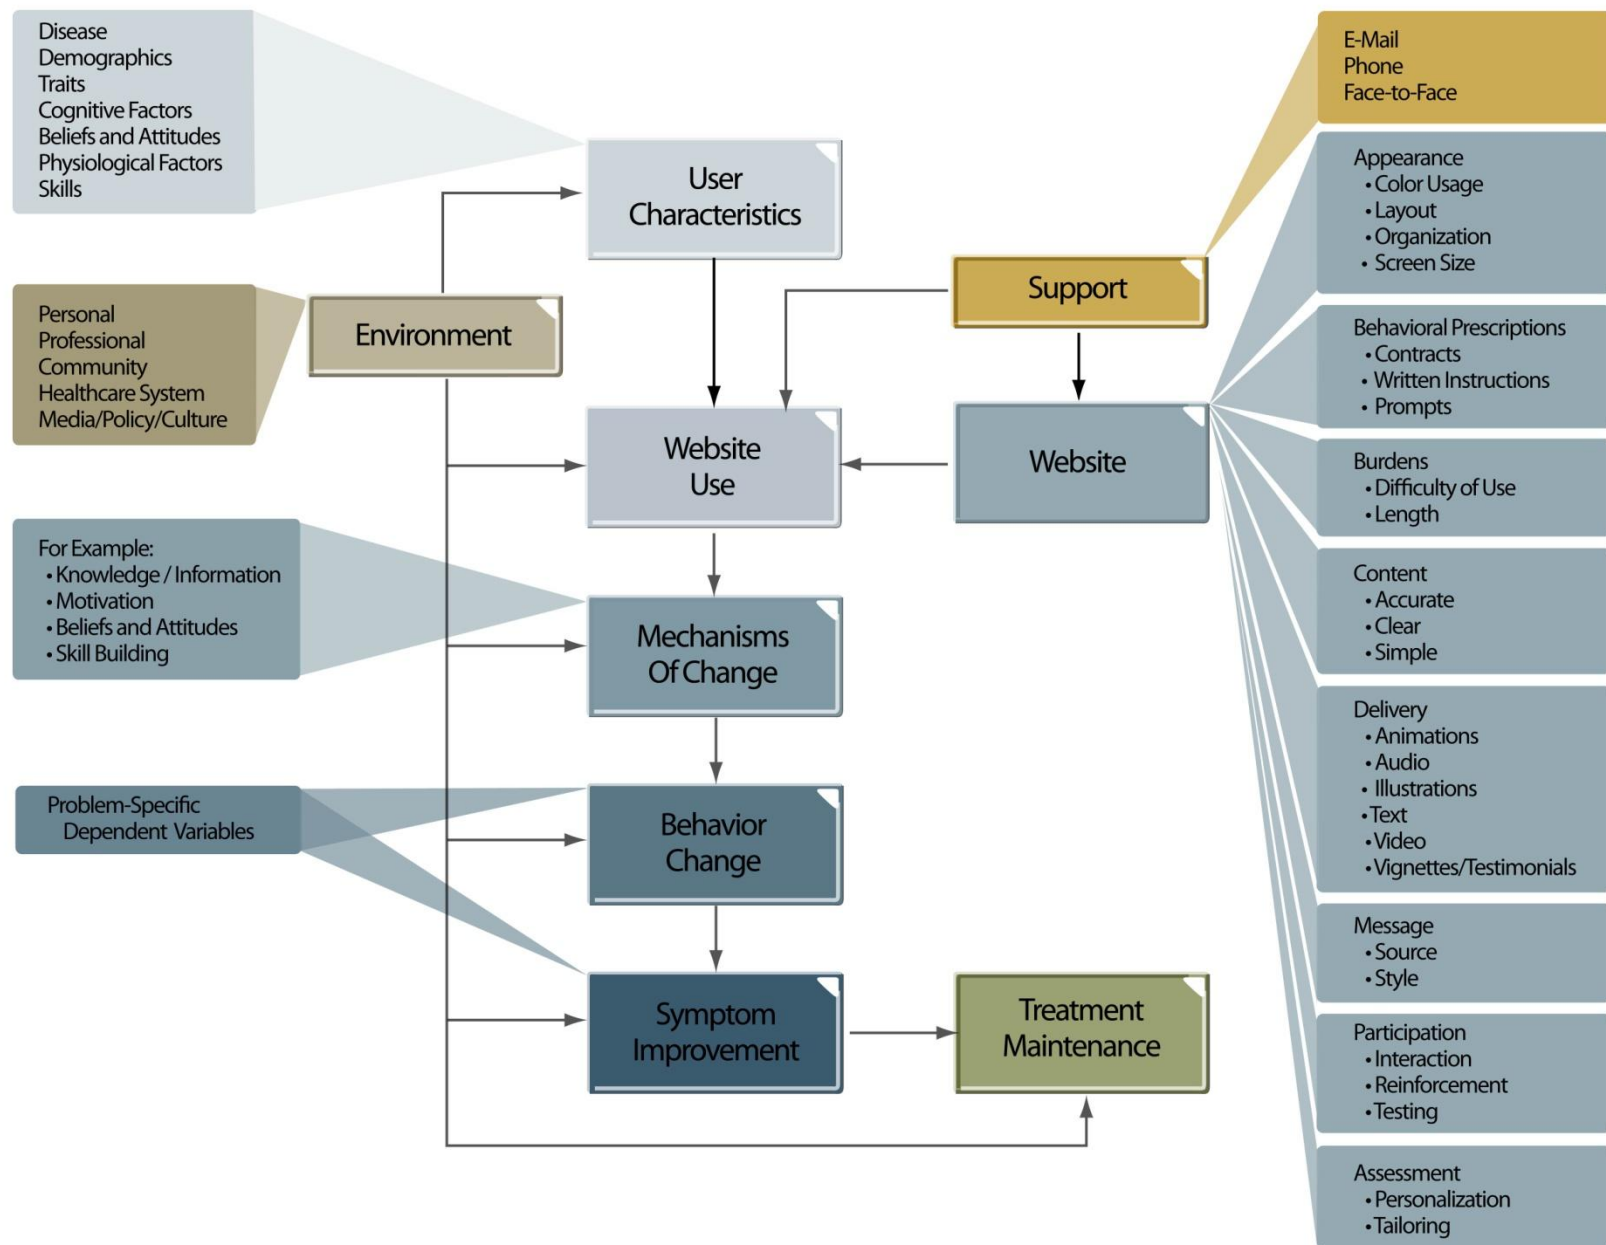 Disease
Demographics
Traits
Cognitive Factors
Beliefs and Attitudes
Physiological Factors
Skills
User
Characteristics
E-Mail
Phone
Face-to-Face
Personal
Professional
Community
Healthcare System
Media/Policy/Culture
Environment
Support
Website
Use
Website
For Example:
• Knowledge / Information
• Motivation
• Beliefs and Attitudes
• Skill Building
Mechanisms
Of Change
Problem-Specific
Dependent Variables
Behavior
Change
Symptom
Improvement
Treatment
Maintenance
Appearance
• Color Usage
• Layout
• Organization
• Screen Size
Behavioral Prescriptions
• Contracts
• Written Instructions
• Prompts
Burdens
• Difficulty of Use
• Length
Content
• Accurate
• Clear
• Simple
Delivery
• Animations
• Audio
• Illustrations
• Text
• Video
• Vignettes/Testimonials
Message
• Source
• Style
Participation
• Interaction
• Reinforcement
• Testing
Assessment
• Personalization
• Tailoring